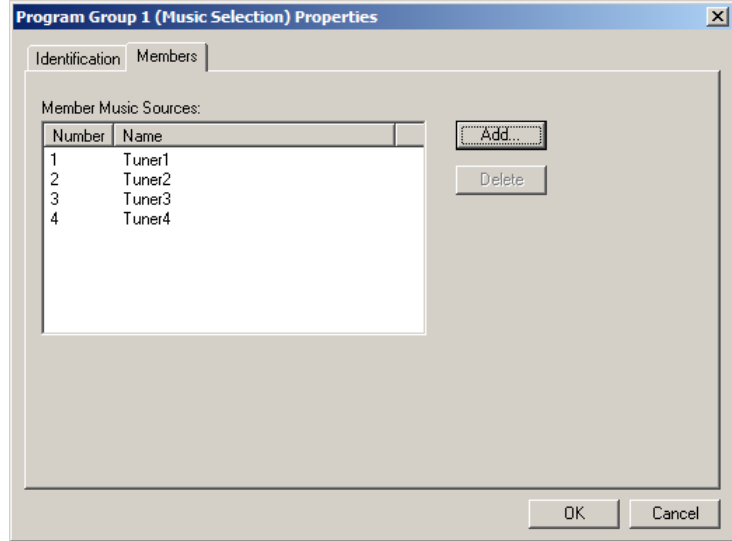 Program Group 1 (Music Selection) Properties
Identification Members
Member Music Sources:
Number Name
1 Tuner1
2 Tuner2
3 Tuner3
4 Tuner4
Add...
Delete
OK Cancel